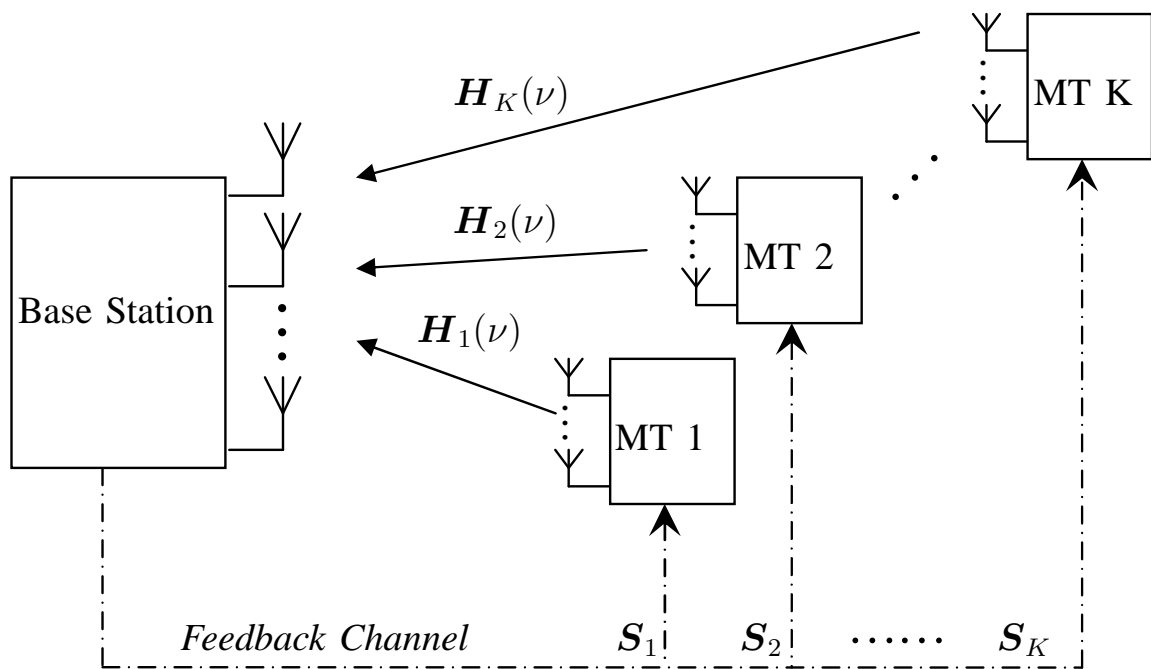 MT K
H_K(ν)
H_2(ν)
MT 2
Base Station
H_1(ν)
MT 1
Feedback Channel S_1 S_2 ...... S_K